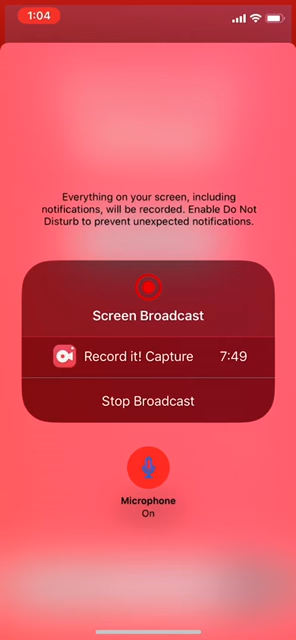 1:04
Everything on your screen, including
notifications, will be recorded. Enable Do Not
Disturb to prevent unexpected notifications.
Screen Broadcast
Record it! Capture 7:49
Stop Broadcast
Microphone
On